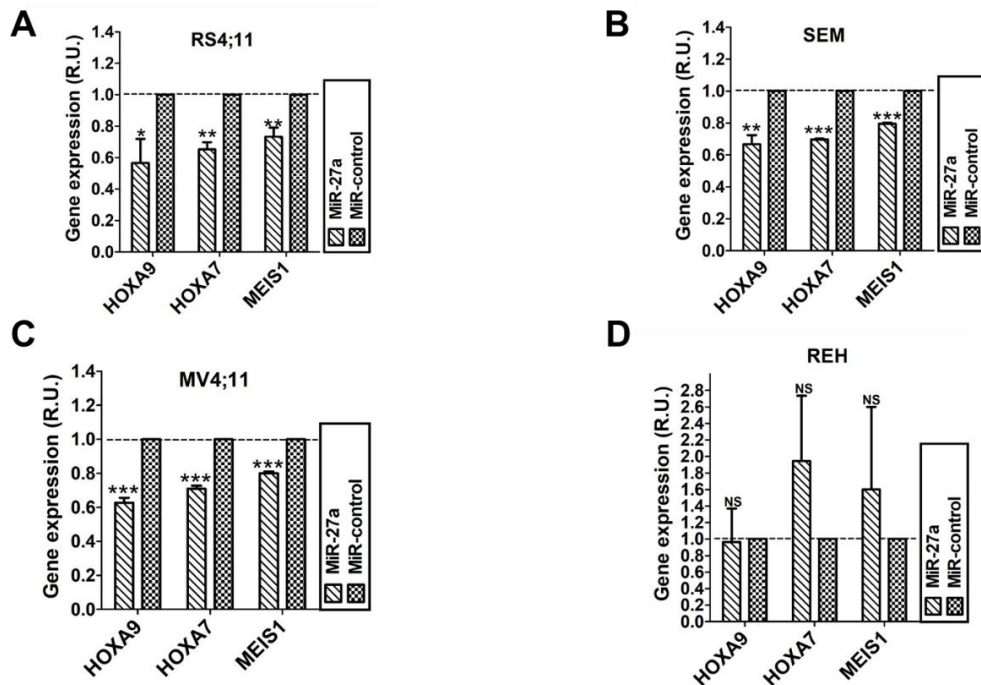 A
RS4;11
Gene expression (R.U.)
1.4
1.2
1.0
0.8
0.6
0.4
0.2
0.0
*
**
**
HOXA9
HOXA7
MEIS1
MiR-27a
MiR-control
B
SEM
Gene expression (R.U.)
1.4
1.2
1.0
0.8
0.6
0.4
0.2
0.0
**
***
***
HOXA9
HOXA7
MEIS1
MiR-27a
MiR-control
C
MV4;11
Gene expression (R.U.)
1.4
1.2
1.0
0.8
0.6
0.4
0.2
0.0
***
***
***
HOXA9
HOXA7
MEIS1
MiR-27a
MiR-control
D
REH
Gene expression (R.U.)
2.8
2.6
2.4
2.2
2.0
1.8
1.6
1.4
1.2
1.0
0.8
0.6
0.4
0.2
0.0
NS
NS
NS
HOXA9
HOXA7
MEIS1
MiR-27a
MiR-control